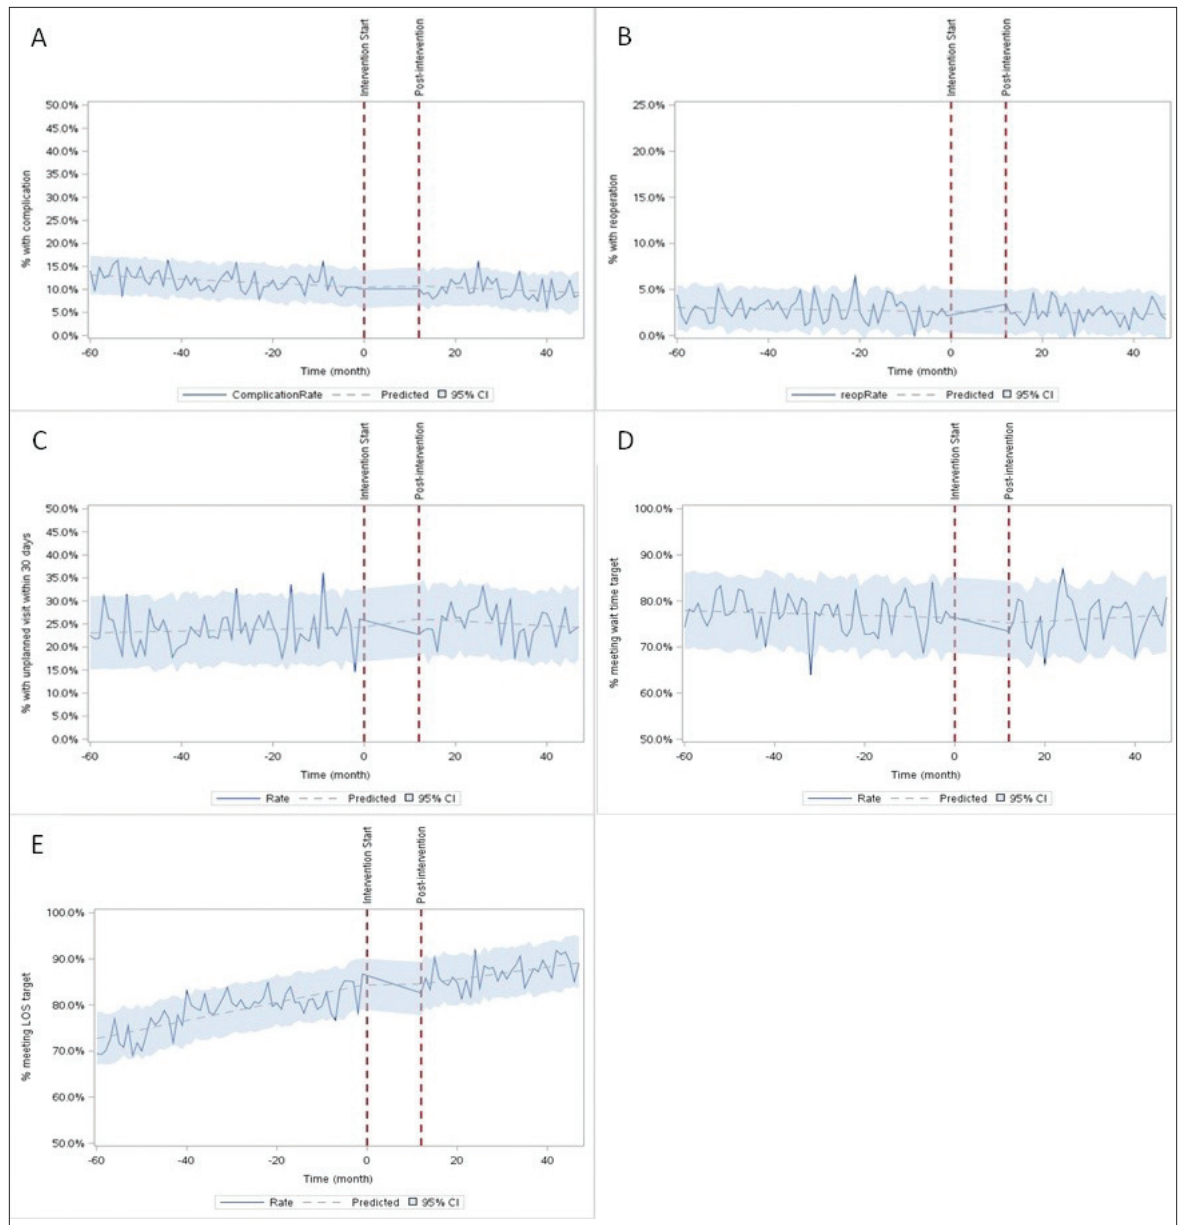 A
Intervention Start
Post-intervention
% with complication
50.0%
45.0%
40.0%
35.0%
30.0%
25.0%
20.0%
15.0%
10.0%
5.0%
0.0%
-60 -40 -20 0 20 40
Time (month)
ComplicationRate Predicted 95% CI
B
Intervention Start
Post-intervention
% with reoperation
25.0%
20.0%
15.0%
10.0%
5.0%
0.0%
-60 -40 -20 0 20 40
Time (month)
reopRate Predicted 95% CI
C
Intervention Start
Post-intervention
% with unplanned visit within 30 days
50.0%
45.0%
40.0%
35.0%
30.0%
25.0%
20.0%
15.0%
10.0%
5.0%
0.0%
-60 -40 -20 0 20 40
Time (month)
Rate Predicted 95% CI
D
Intervention Start
Post-intervention
% meeting wait time target
100.0%
90.0%
80.0%
70.0%
60.0%
50.0%
-60 -40 -20 0 20 40
Time (month)
Rate Predicted 95% CI
E
Intervention Start
Post-intervention
% meeting LOS target
100.0%
90.0%
80.0%
70.0%
60.0%
50.0%
-60 -40 -20 0 20 40
Time (month)
Rate Predicted 95% CI